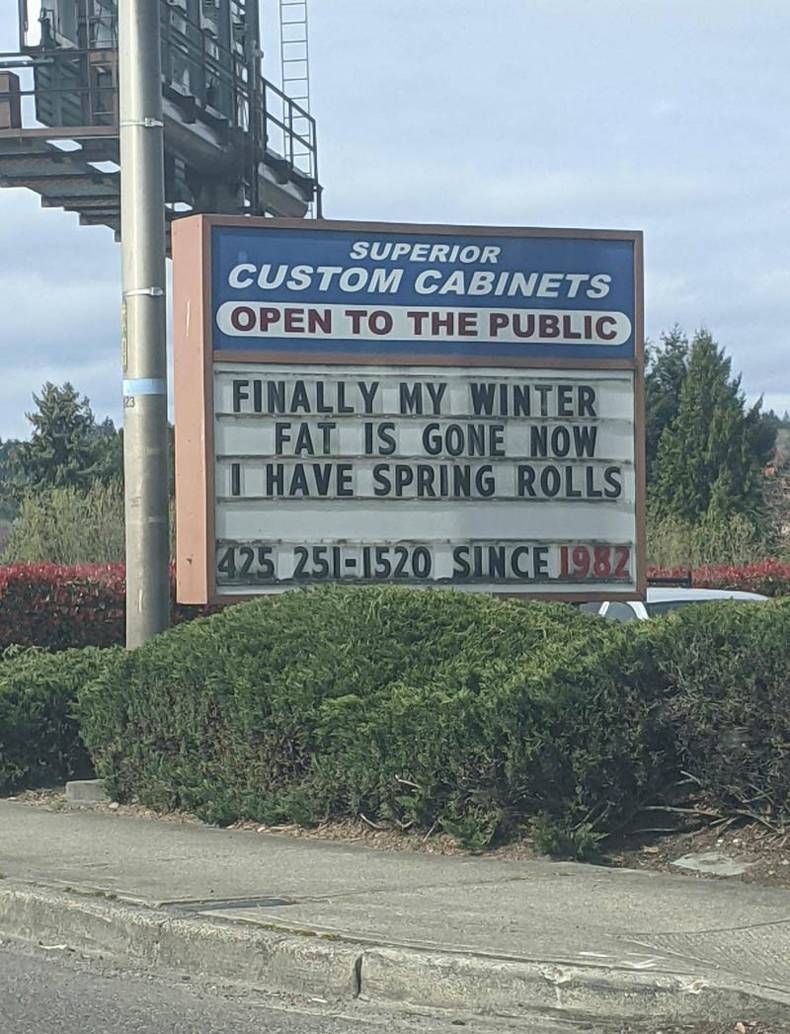 SUPERIOR
CUSTOM CABINETS
OPEN TO THE PUBLIC
FINALLY MY WINTER
FAT IS GONE NOW
I HAVE SPRING ROLLS
425 251-1520 SINCE 1982
23